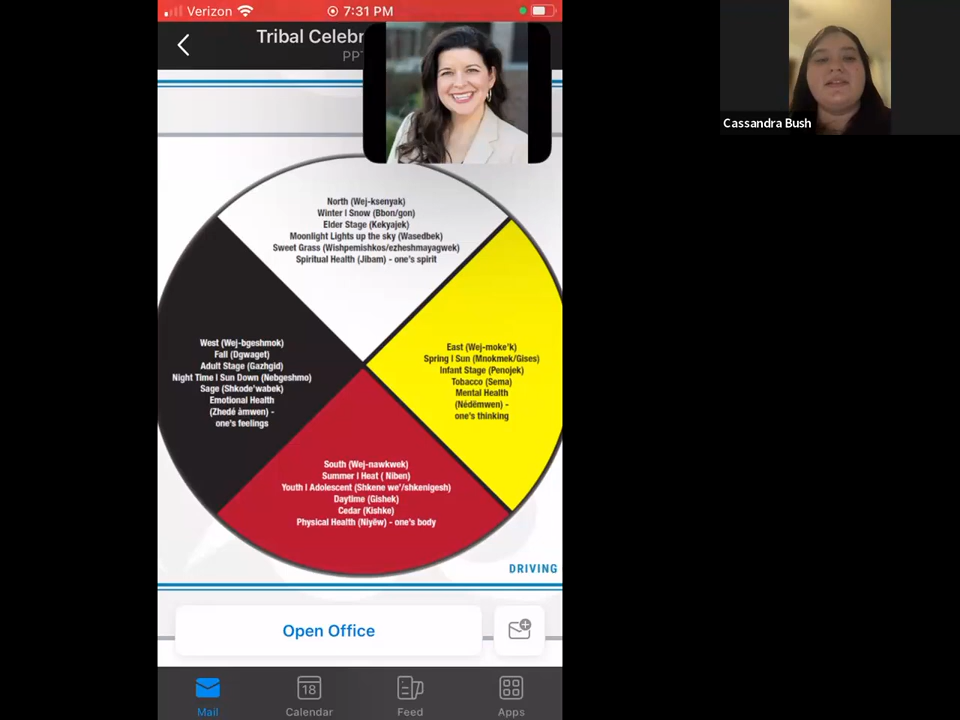 Verizon
7:31 PM
Tribal Celebr
PPT
Cassandra Bush
North (Wej-ksenyak)
Winter | Snow (Bbon/gon)
Elder Stage (Kekyajek)
Moonlight Lights up the sky (Wasedbek)
Sweet Grass (Wishpemishkos/ezheshmayagwek)
Spiritual Health (Jibam) - one's spirit
West (Wej-bgeshmok)
Fall (Dgwaget)
Adult Stage (Gazhgid)
Night Time | Sun Down (Nebgeshmo)
Sage (Shkode'wabek)
Emotional Health
(Zhedé àmwen) -
one's feelings
East (Wej-moke'k)
Spring | Sun (Mnokmek/Gises)
Infant Stage (Penojek)
Tobacco (Sema)
Mental Health
(Nédëmwen) -
one's thinking
South (Wej-nawkwek)
Summer | Heat ( Niben)
Youth | Adolescent (Shkene we'/shkenigesh)
Daytime (Gishek)
Cedar (Kishke)
Physical Health (Niyëw) - one's body
DRIVING
Open Office
18
Mail
Calendar
Feed
Apps